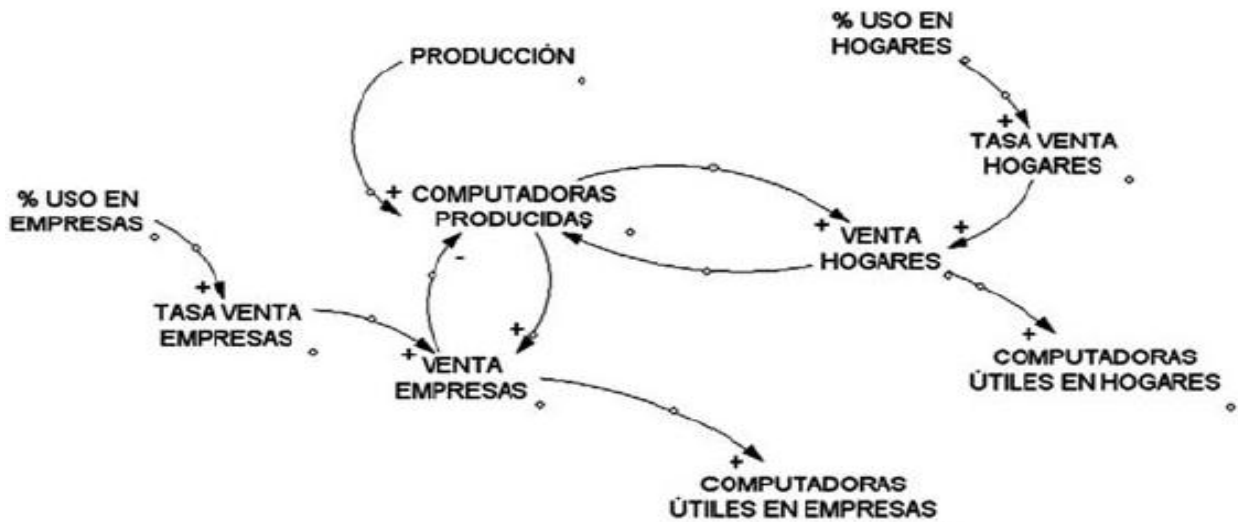 % USO EN
HOGARES
PRODUCCIÓN
+
TASA VENTA
HOGARES
% USO EN
EMPRESAS
+
COMPUTADORAS
PRODUCIDAS
+
+
VENTA
HOGARES
-
+
TASA VENTA
EMPRESAS
+
+
VENTA
EMPRESAS
+
COMPUTADORAS
ÚTILES EN HOGARES
+
COMPUTADORAS
ÚTILES EN EMPRESAS